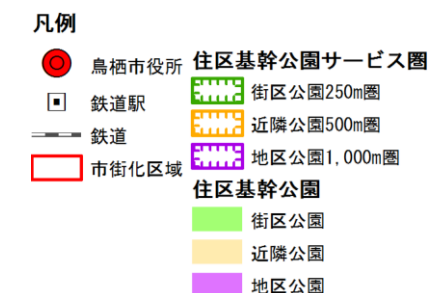 凡例
鳥栖市役所
鉄道駅
鉄道
市街化区域
住区基幹公園サービス圏
街区公園250m圏
近隣公園500m圏
地区公園1,000m圏
住区基幹公園
街区公園
近隣公園
地区公園